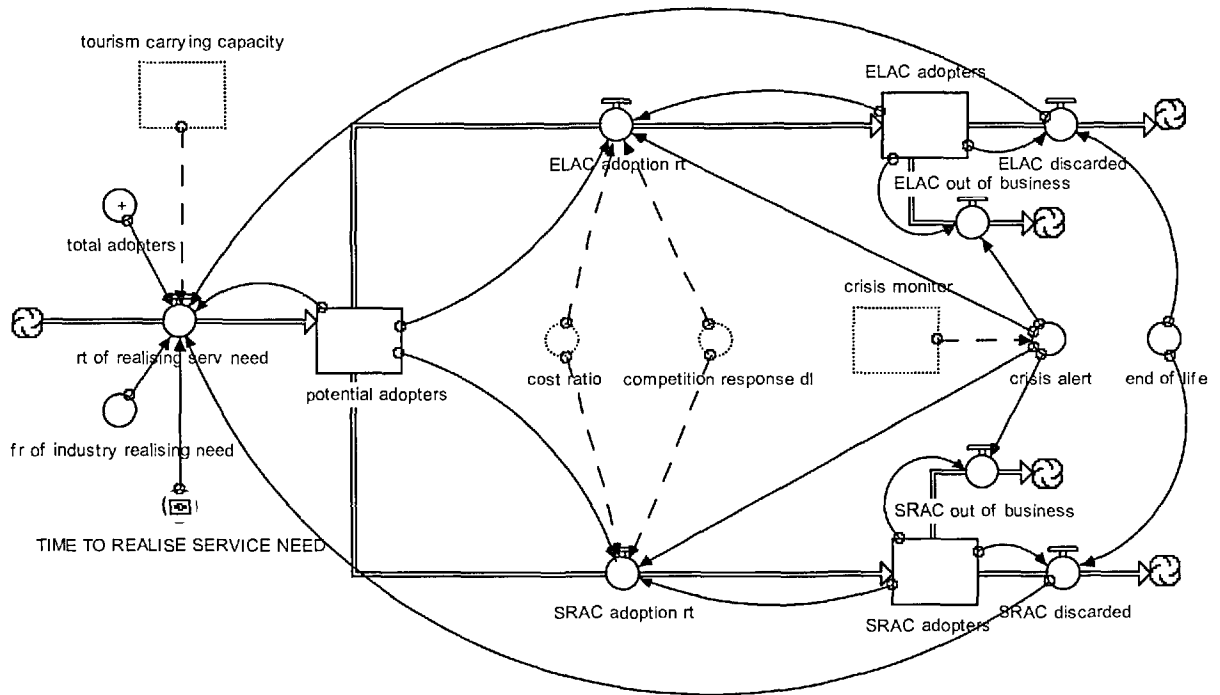 tourism carrying capacity
ELAC adopters
ELAC adoption rt
ELAC discarded
ELAC out of business
+
total adopters
crisis monitor
rt of realising serv need
potential adopters
cost ratio
competition response dl
crisis alert
end of life
fr of industry realising need
SRAC out of business
TIME TO REALISE SERVICE NEED
SRAC adoption rt
SRAC adopters
SRAC discarded